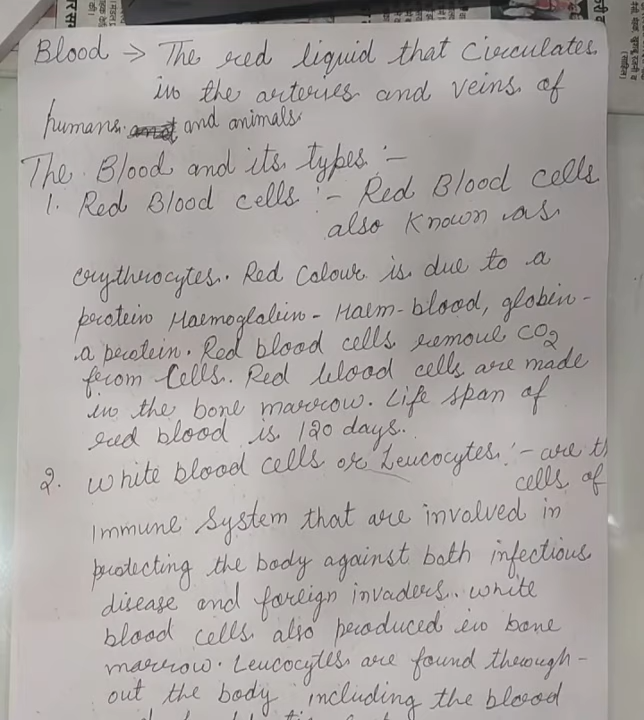 Blood → The red liquid that Circulates
in the arteries and veins of
humans and and animals
The Blood and its types :-
1. Red Blood cells :- Red Blood cells
also Known as
erythrocytes. Red Colour is due to a
protein Haemoglobin - Haem-blood, globin -
a protein. Red blood cells remove CO2
from Cells. Red blood cells are made
in the bone marrow. Life span of
red blood is 120 days.
2. White blood cells or Leucocytes :- are th
cells of
Immune System that are involved in
protecting the body against both infectious
disease and foreign invaders. White
blood cells also produced in bone
marrow. Leucocytes are found through-
out the body including the blood